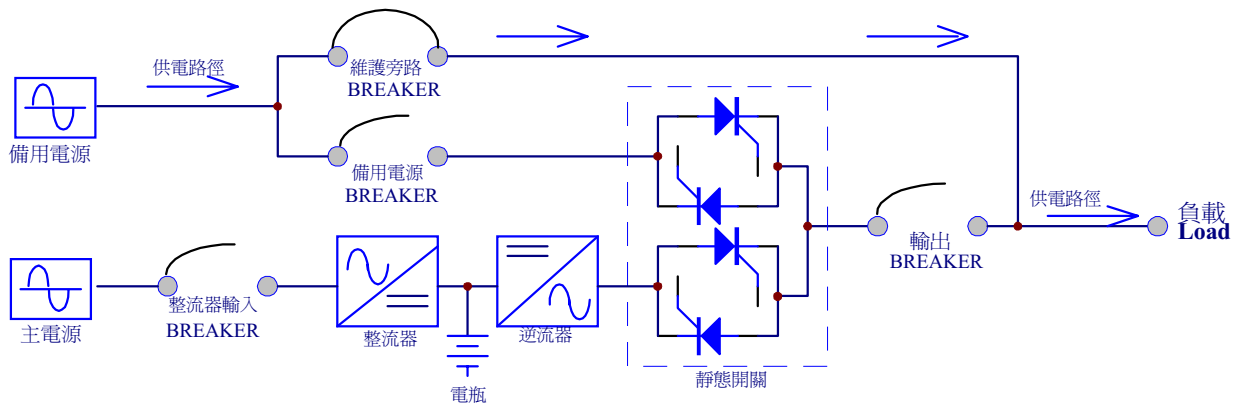 供電路徑
維護旁路
BREAKER
備用電源
備用電源
BREAKER
供電路徑
負載
Load
輸出
BREAKER
主電源
整流器輸入
BREAKER
整流器
逆流器
電瓶
靜態開關